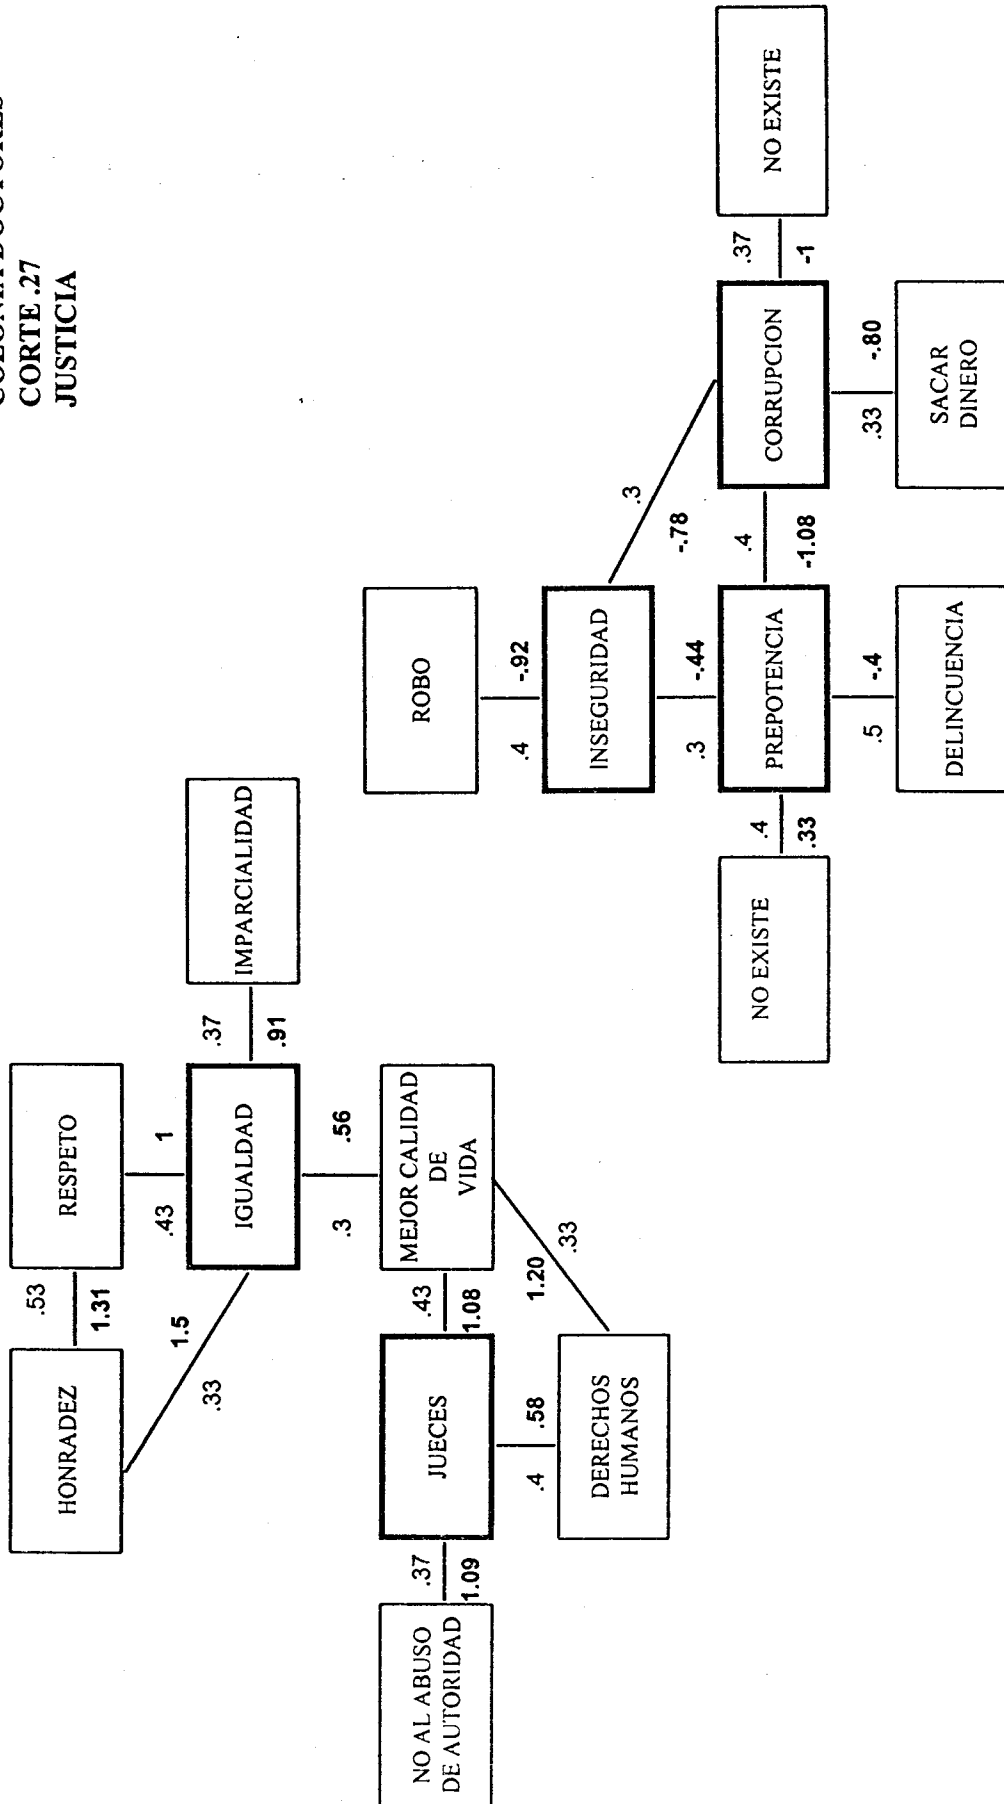 COLONIA DOCTORES
CORTE .27
JUSTICIA
HONRADEZ
.53
1.31
RESPETO
.33
1.5
.43
1
IGUALDAD
.37
.91
IMPARCIALIDAD
.3
.56
NO AL ABUSO
DE AUTORIDAD
.37
1.09
JUECES
.43
1.08
MEJOR CALIDAD
DE
VIDA
.4
.58
1.20
.33
DERECHOS
HUMANOS
ROBO
.4
-.92
INSEGURIDAD
.3
-.78
.3
-.44
NO EXISTE
.4
.33
PREPOTENCIA
.4
-1.08
CORRUPCION
.37
-1
NO EXISTE
.5
-.4
.33
-.80
DELINCUENCIA
SACAR
DINERO